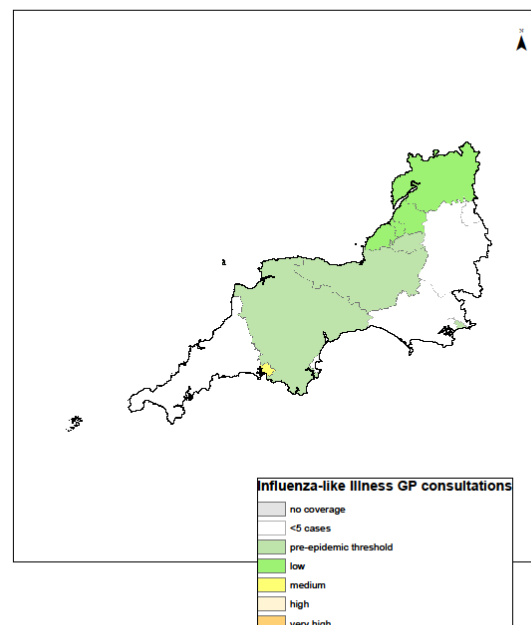 N
Influenza-like Illness GP consultations
no coverage
<5 cases
pre-epidemic threshold
low
medium
high
very high